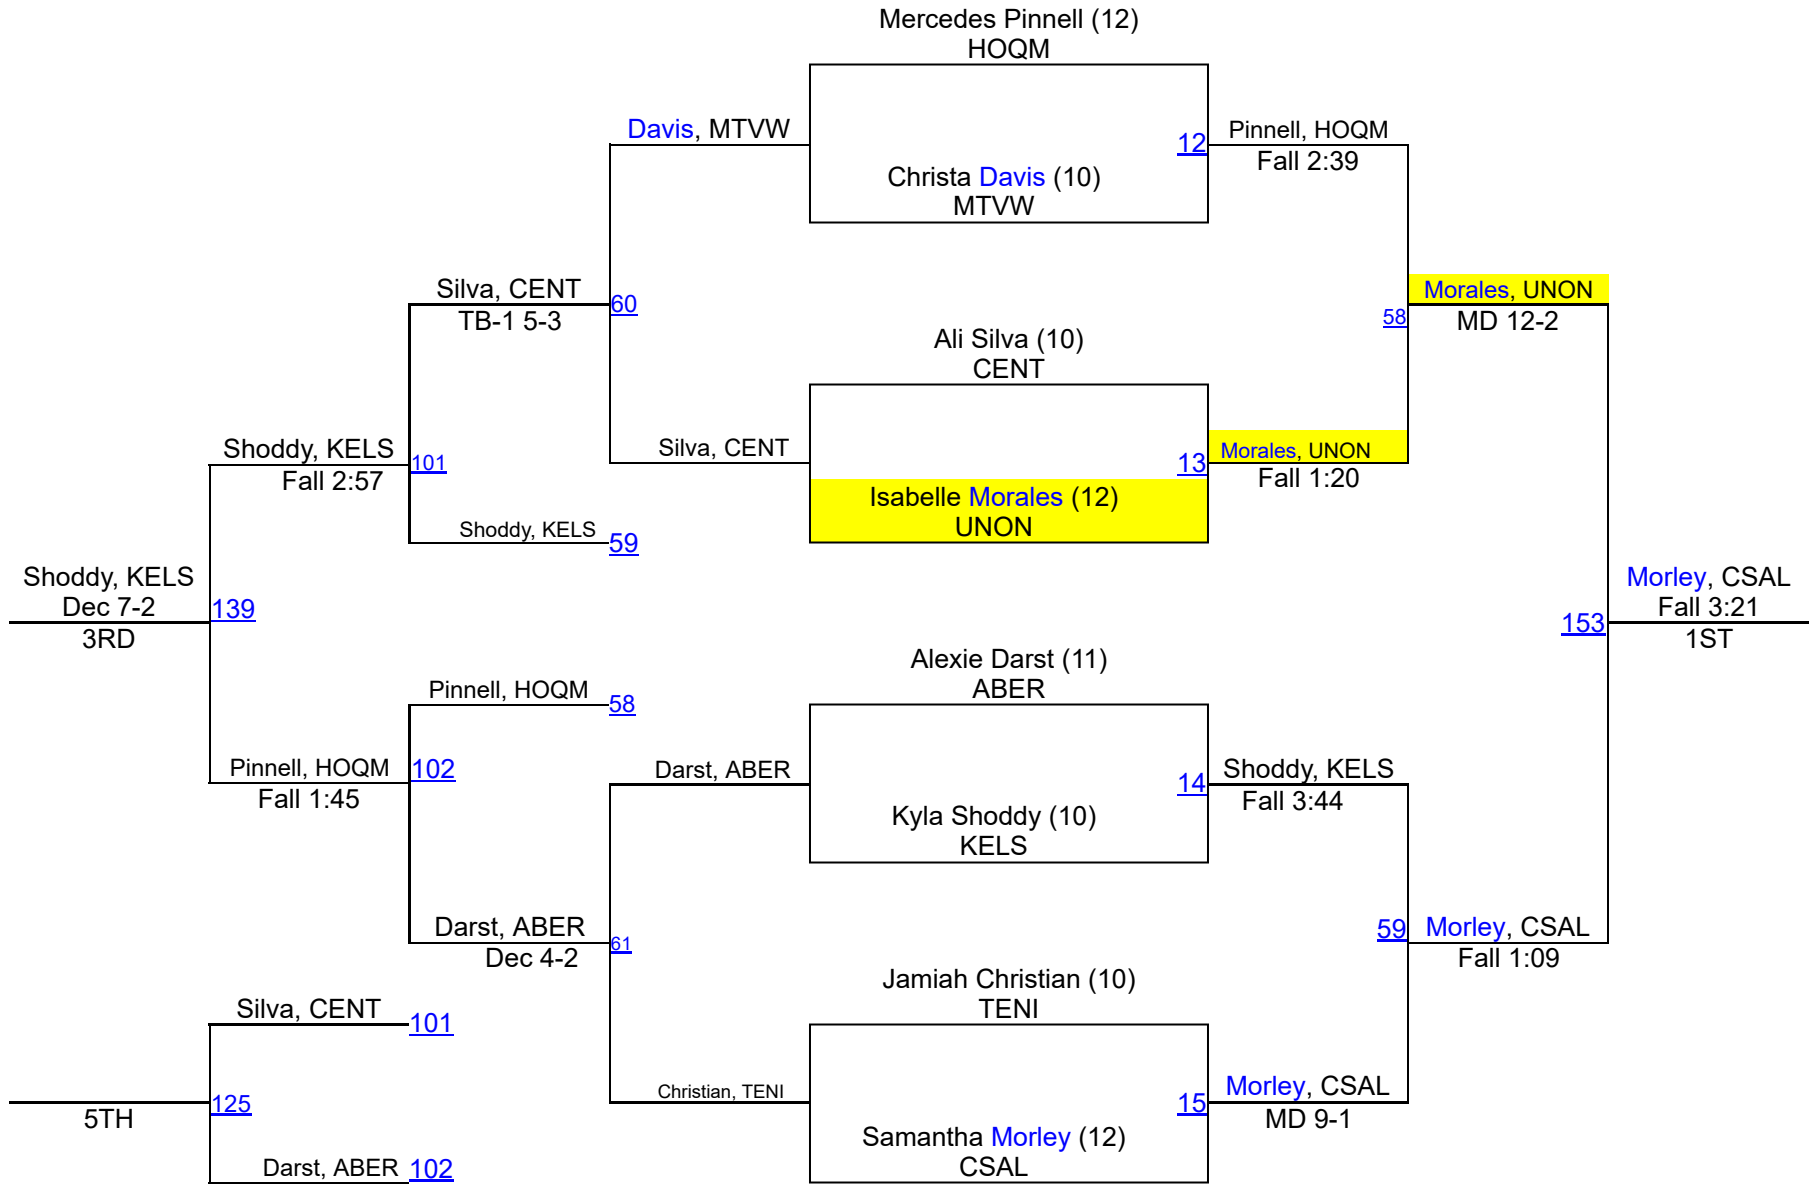 Mercedes Pinnell (12)
HOQM
Davis, MTVW
12
Pinnell, HOQM
Fall 2:39
Christa Davis (10)
MTVW
Silva, CENT
TB-1 5-3
60
Morales, UNON
58
MD 12-2
Ali Silva (10)
CENT
Shoddy, KELS
Fall 2:57
101
Silva, CENT
13
Morales, UNON
Fall 1:20
Isabelle Morales (12)
UNON
Shoddy, KELS
59
Shoddy, KELS
Dec 7-2
3RD
139
153
Morley, CSAL
Fall 3:21
1ST
Alexie Darst (11)
ABER
Pinnell, HOQM
58
Pinnell, HOQM
Fall 1:45
102
Darst, ABER
14
Shoddy, KELS
Fall 3:44
Kyla Shoddy (10)
KELS
Darst, ABER
Dec 4-2
61
59
Morley, CSAL
Fall 1:09
Jamiah Christian (10)
TENI
Silva, CENT
101
Christian, TENI
15
Morley, CSAL
MD 9-1
5TH
125
Samantha Morley (12)
CSAL
Darst, ABER
102